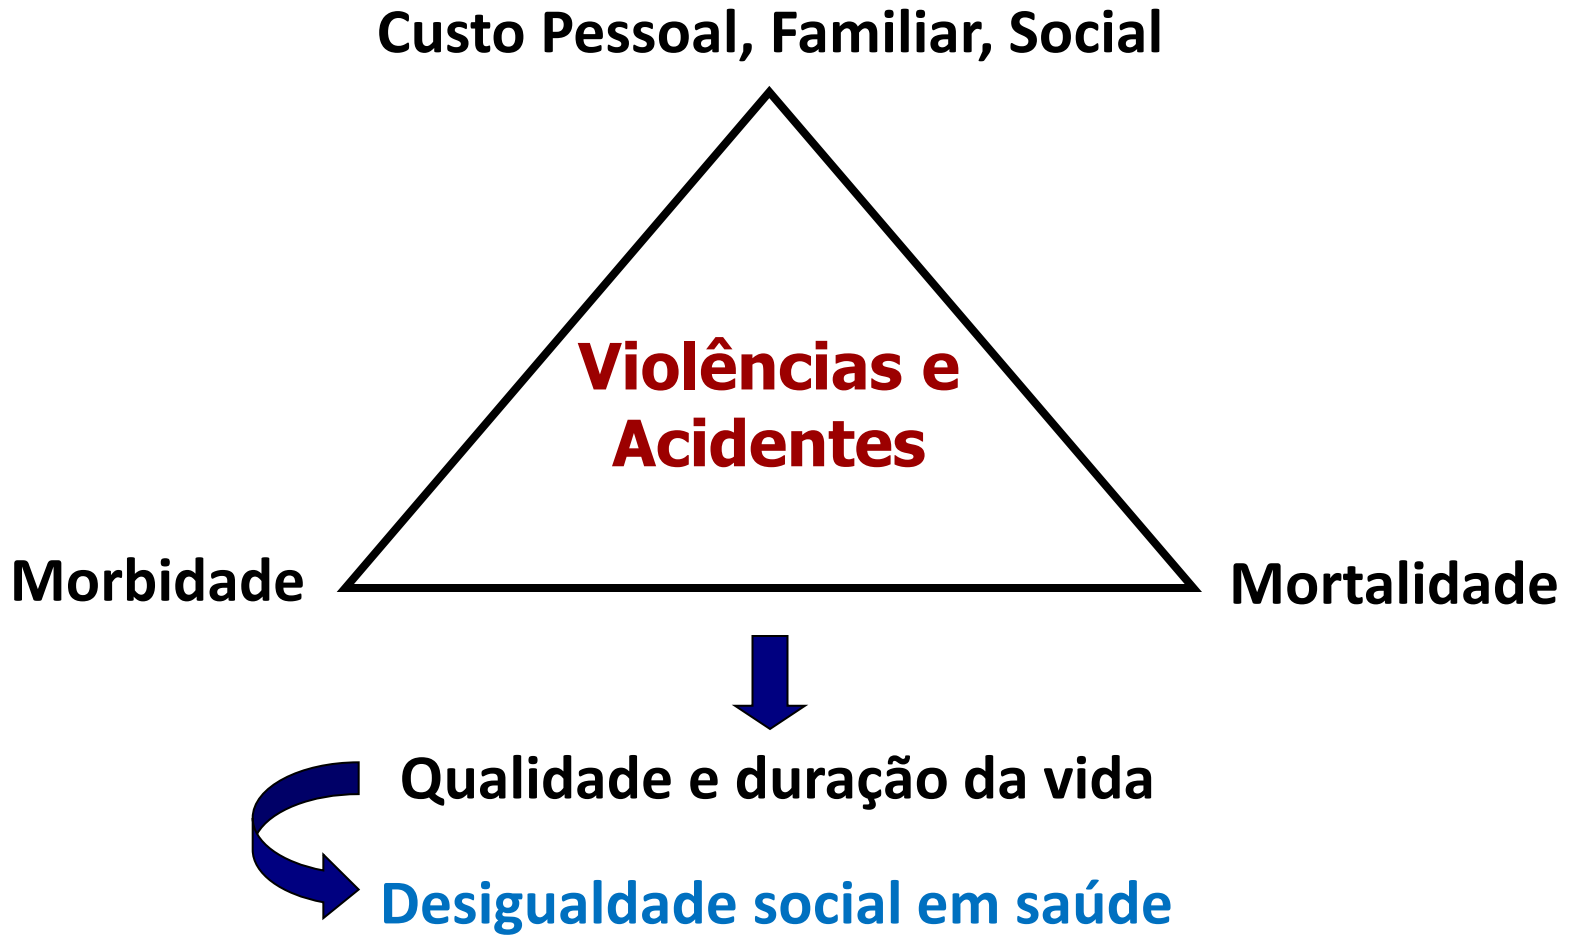 Custo Pessoal, Familiar, Social
Violências e
Acidentes
Morbidade
Mortalidade
Qualidade e duração da vida
Desigualdade social em saúde